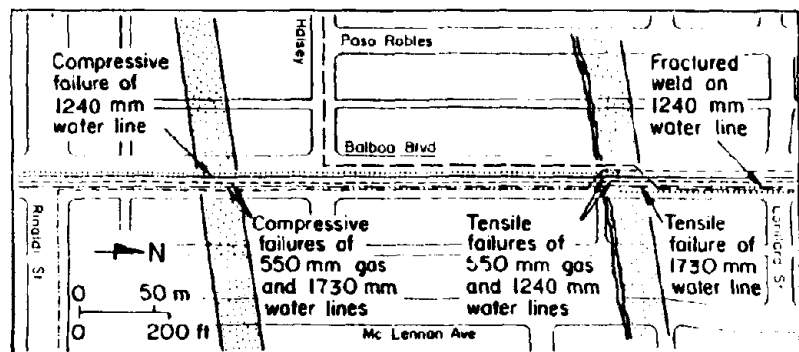 Halsey
Paso Robles
Compressive
failure of
1240 mm
water line
Fractured
weld on
1240 mm
water line
Balboa Blvd
Rinaldi St
Compressive
failures of
550 mm gas
and 1730 mm
water lines
Tensile
failures of
550 mm gas
and 1240 mm
water lines
Tensile
failure of
1730 mm
water line
N
0 50 m
0 200 ft
Mc Lennan Ave
St